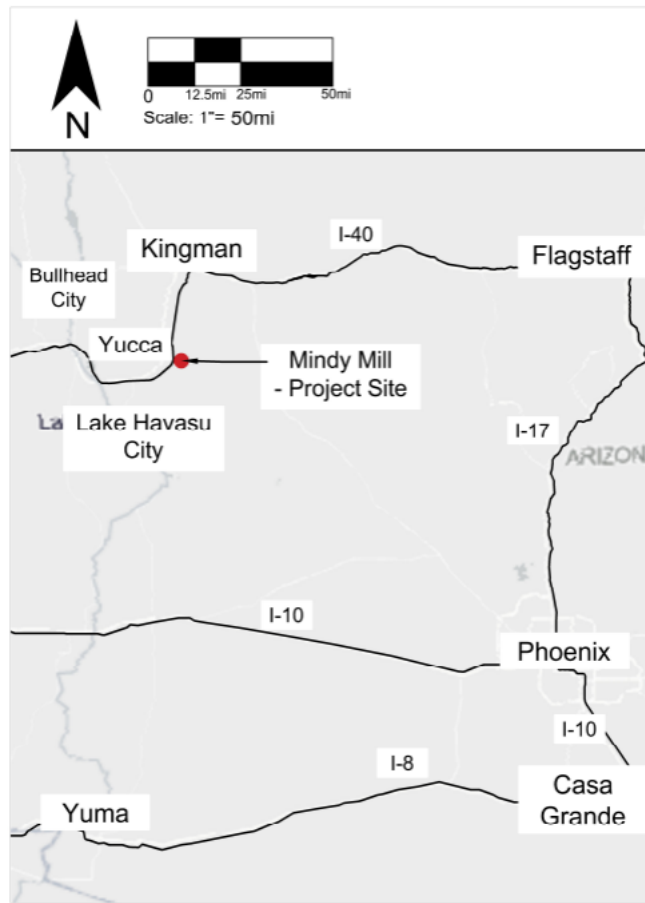 N
0 12.5mi 25mi 50mi
Scale: 1"= 50mi
Kingman
I-40
Flagstaff
Bullhead
City
Yucca
Mindy Mill
- Project Site
La
Lake Havasu
City
I-17
ARIZON
I-10
Phoenix
I-10
I-8
Casa
Grande
Yuma